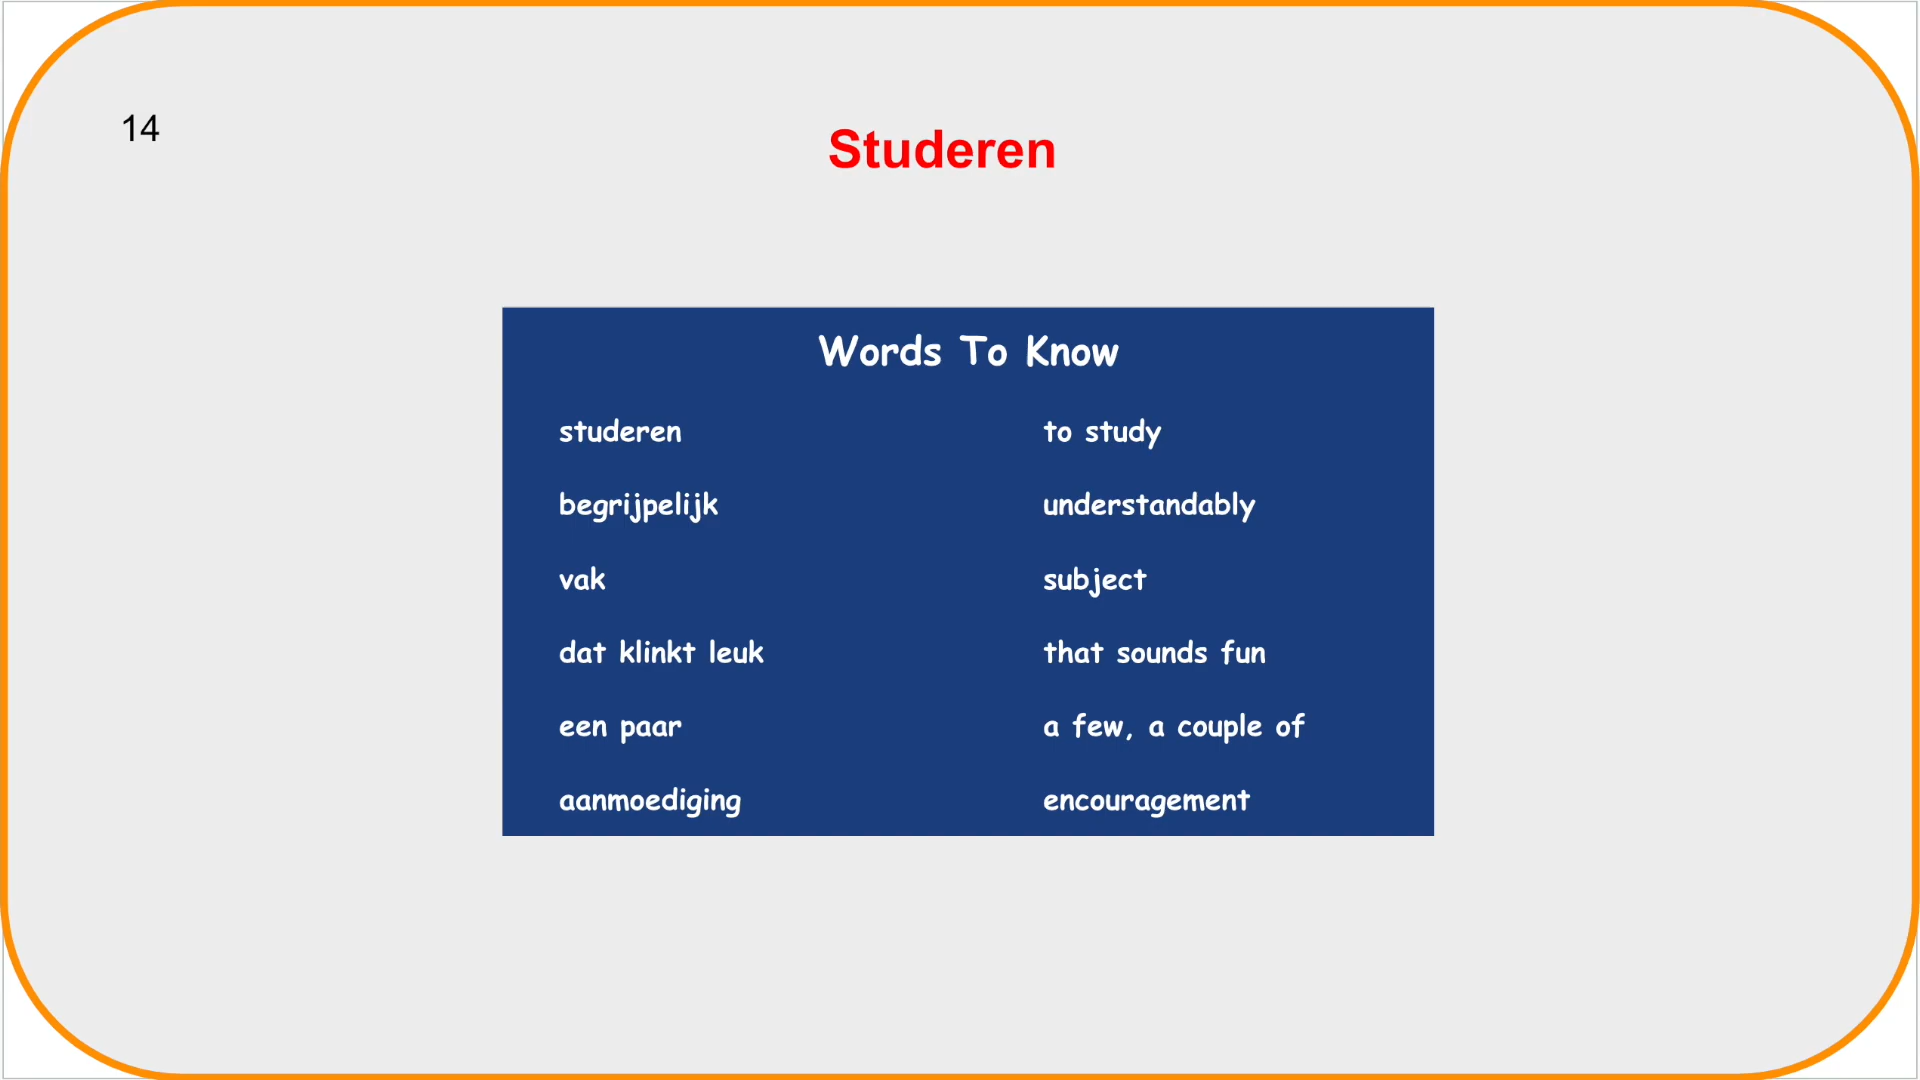 14
Studeren
Words To Know
studeren to study
begrijpelijk understandably
vak subject
dat klinkt leuk that sounds fun
een paar a few, a couple of
aanmoediging encouragement